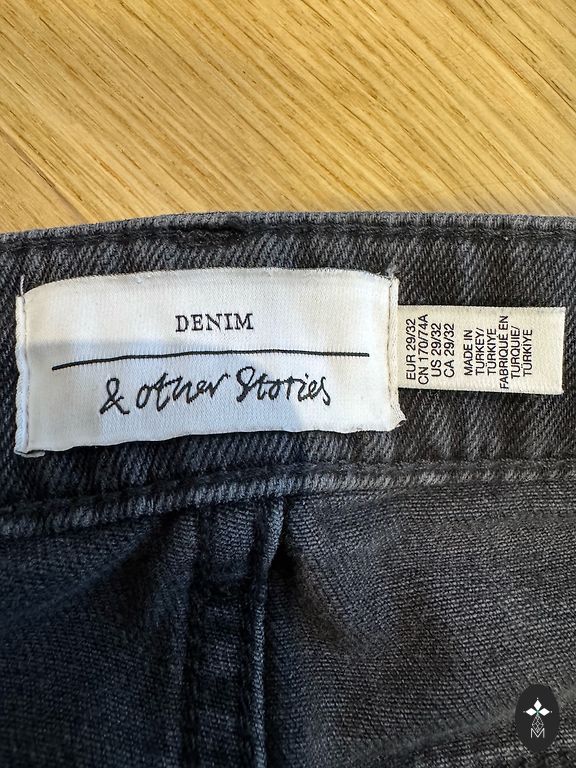 DENIM
& other Stories
EUR 29/32
CN 170/74A
US 29/32
CA 29/32
MADE IN
TURKEY/
TÜRKIYE
FABRIQUÉ EN
TURQUIE/
TÜRKIYE
M